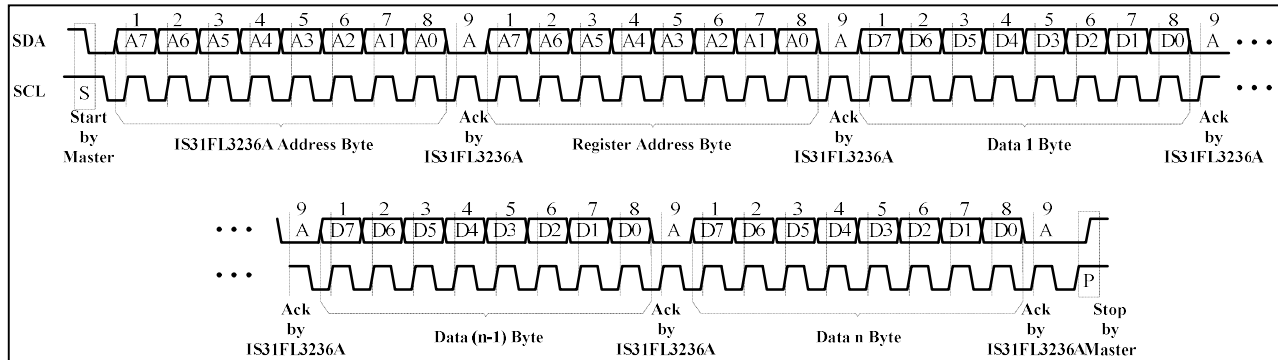 1 2 3 4 5 6 7 8 9 1 2 3 4 5 6 7 8 9 1 2 3 4 5 6 7 8 9
SDA A7 A6 A5 A4 A3 A2 A1 A0 A A7 A6 A5 A4 A3 A2 A1 A0 A D7 D6 D5 D4 D3 D2 D1 D0 A • • •
SCL S • • •
Start by Master
IS31FL3236A Address Byte
Ack by IS31FL3236A
Register Address Byte
Ack by IS31FL3236A
Data 1 Byte
Ack by IS31FL3236A
9 1 2 3 4 5 6 7 8 9 1 2 3 4 5 6 7 8 9
• • • A D7 D6 D5 D4 D3 D2 D1 D0 A D7 D6 D5 D4 D3 D2 D1 D0 A
• • • P
Ack by IS31FL3236A
Data (n-1) Byte
Ack by IS31FL3236A
Data n Byte
Ack by IS31FL3236A
Stop by Master